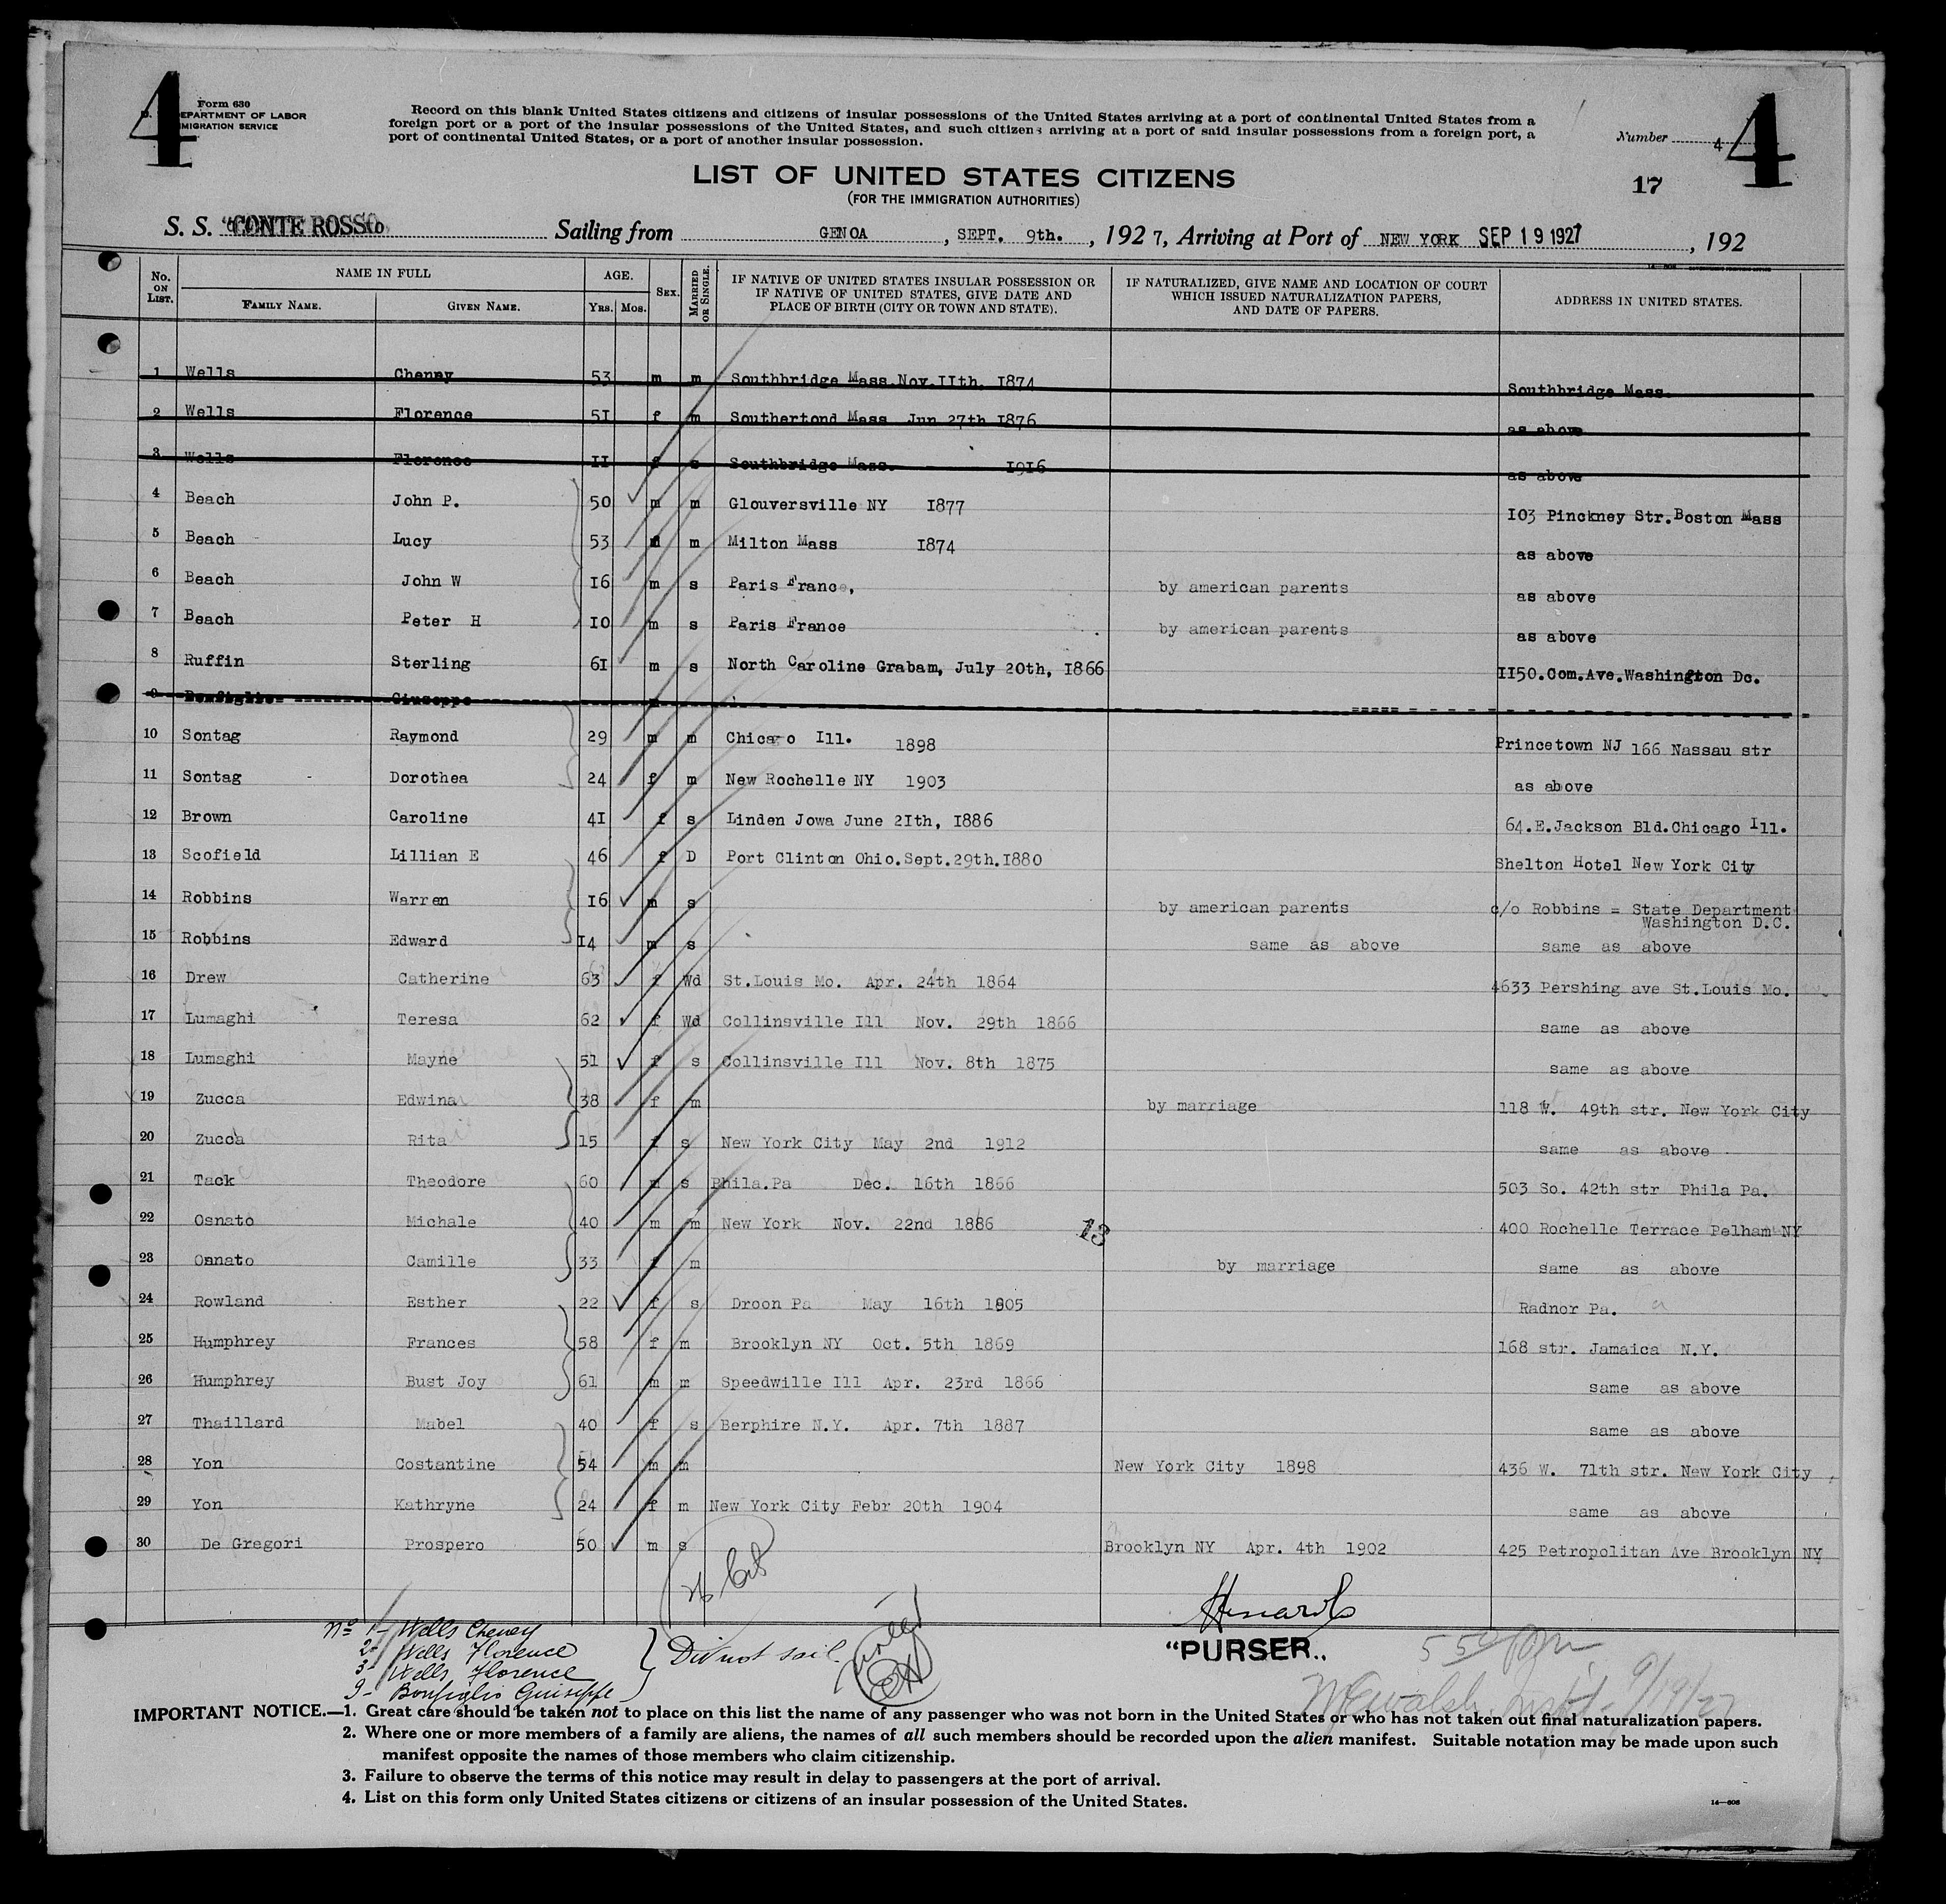 4
Form 630
DEPARTMENT OF LABOR
IMMIGRATION SERVICE
Record on this blank United States citizens and citizens of insular possessions of the United States arriving at a port of continental United States from a
foreign port or a port of the insular possessions of the United States, and such citizens arriving at a port of said insular possessions from a foreign port, a
port of continental United States, or a port of another insular possession.
Number 4
4
17
LIST OF UNITED STATES CITIZENS
(FOR THE IMMIGRATION AUTHORITIES)
S. S. "CONTE ROSSO" Sailing from GENOA, SEPT. 9th., 1927, Arriving at Port of NEW YORK SEP 19 1927, 192
No. ON LIST. NAME IN FULL AGE. SEX. MARRIED OR SINGLE. IF NATIVE OF UNITED STATES INSULAR POSSESSION OR IF NATIVE OF UNITED STATES, GIVE DATE AND PLACE OF BIRTH (CITY OR TOWN AND STATE). IF NATURALIZED, GIVE NAME AND LOCATION OF COURT WHICH ISSUED NATURALIZATION PAPERS, AND DATE OF PAPERS. ADDRESS IN UNITED STATES.
FAMILY NAME. GIVEN NAME. YRS. MOS.
1 Wells Cheney 53 m m Southbridge Mass.Nov.IIth. I874 Southbridge Mass.
2 Wells Florence 5I f m Southertond Mass Jun 27th I876 as above
3 Wells Florence II f s Southbridge Mass. I9I6 as above
4 Beach John P. 50 m m Glouversville NY I877 I03 Pinckney Str.Boston Mass
5 Beach Lucy 53 m Milton Mass I874 as above
6 Beach John W I6 m s Paris France, by american parents as above
7 Beach Peter H I0 m s Paris France by american parents as above
8 Ruffin Sterling 6I m s North Caroline Grabam, July 20th, I866 II50.Com.Ave.Washington Dc.
9 Bonfiglio Giuseppe m
10 Sontag Raymond 29 m m Chicago Ill. I898 Princetown NJ I66 Nassau str
11 Sontag Dorothea 24 f m New Rochelle NY I903 as above
12 Brown Caroline 4I f s Linden Jowa June 2Ith, I886 64.E.Jackson Bld.Chicago Ill.
13 Scofield Lillian E 46 f D Port Clinton Ohio.Sept.29th.I880 Shelton Hotel New York City
14 Robbins Warren I6 m s by american parents c/o Robbins = State Department
Washington D.C.
15 Robbins Edward I4 m s same as above same as above
16 Drew Catherine 63 f Wd St.Louis Mo. Apr. 24th 1864 4633 Pershing ave St.Louis Mo.
17 Lumaghi Teresa 62 f Wd Collinsville Ill Nov. 29th 1866 same as above
18 Lumaghi Mayne 51 f s Collinsville Ill Nov. 8th 1875 same as above
19 Zucca Edwina 38 f m by marriage 118 W. 49th str. New York City
20 Zucca Rita 15 f s New York City May 2nd 1912 same as above
21 Tack Theodore 60 m s Phila.Pa Dec. 16th 1866 503 So. 42th str Phila Pa.
22 Osnato Michale 40 m m New York Nov. 22nd 1886 13 400 Rochelle Terrace Pelham NY
23 Osnato Camille 33 f m by marriage same as above
24 Rowland Esther 22 f s Droon Pa May 16th 1905 Radnor Pa.
25 Humphrey Frances 58 f m Brooklyn NY Oct. 5th 1869 168 str. Jamaica N.Y.
26 Humphrey Bust Joy 61 m m Speedwille Ill Apr. 23rd 1866 same as above
27 Thaillard Mabel 40 f s Berphire N.Y. Apr. 7th 1887 same as above
28 Yon Costantine 54 m m New York City 1898 436 W. 71th str. New York City
29 Yon Kathryne 24 f m New York City Febr 20th 1904 same as above
30 De Gregori Prospero 50 m s Brooklyn NY Apr. 4th 1902 425 Petropolitan Ave Brooklyn NY
No 1- Wells Cheney
2- Wells Florence
3- Wells Florence
9- Bonfiglio Guiseppe
Did not sail.
"PURSER„
9/19/27
IMPORTANT NOTICE.—1. Great care should be taken not to place on this list the name of any passenger who was not born in the United States or who has not taken out final naturalization papers.
2. Where one or more members of a family are aliens, the names of all such members should be recorded upon the alien manifest. Suitable notation may be made upon such
manifest opposite the names of those members who claim citizenship.
3. Failure to observe the terms of this notice may result in delay to passengers at the port of arrival.
4. List on this form only United States citizens or citizens of an insular possession of the United States.
14—606